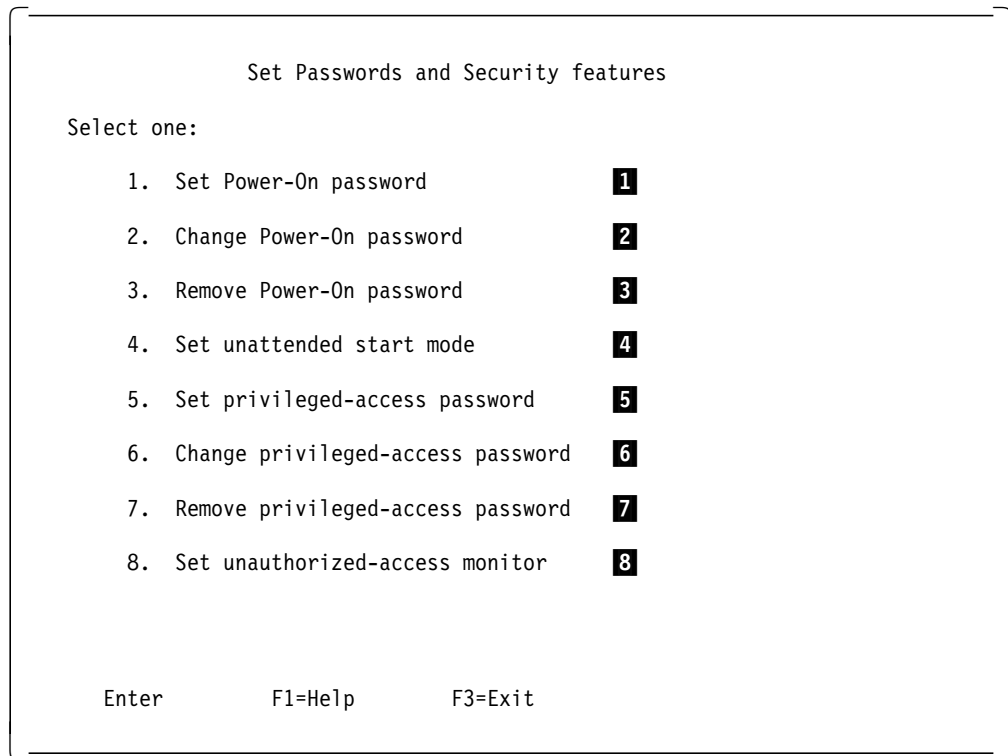 Set Passwords and Security features
Select one:
1. Set Power-On password 1
2. Change Power-On password 2
3. Remove Power-On password 3
4. Set unattended start mode 4
5. Set privileged-access password 5
6. Change privileged-access password 6
7. Remove privileged-access password 7
8. Set unauthorized-access monitor 8
Enter F1=Help F3=Exit